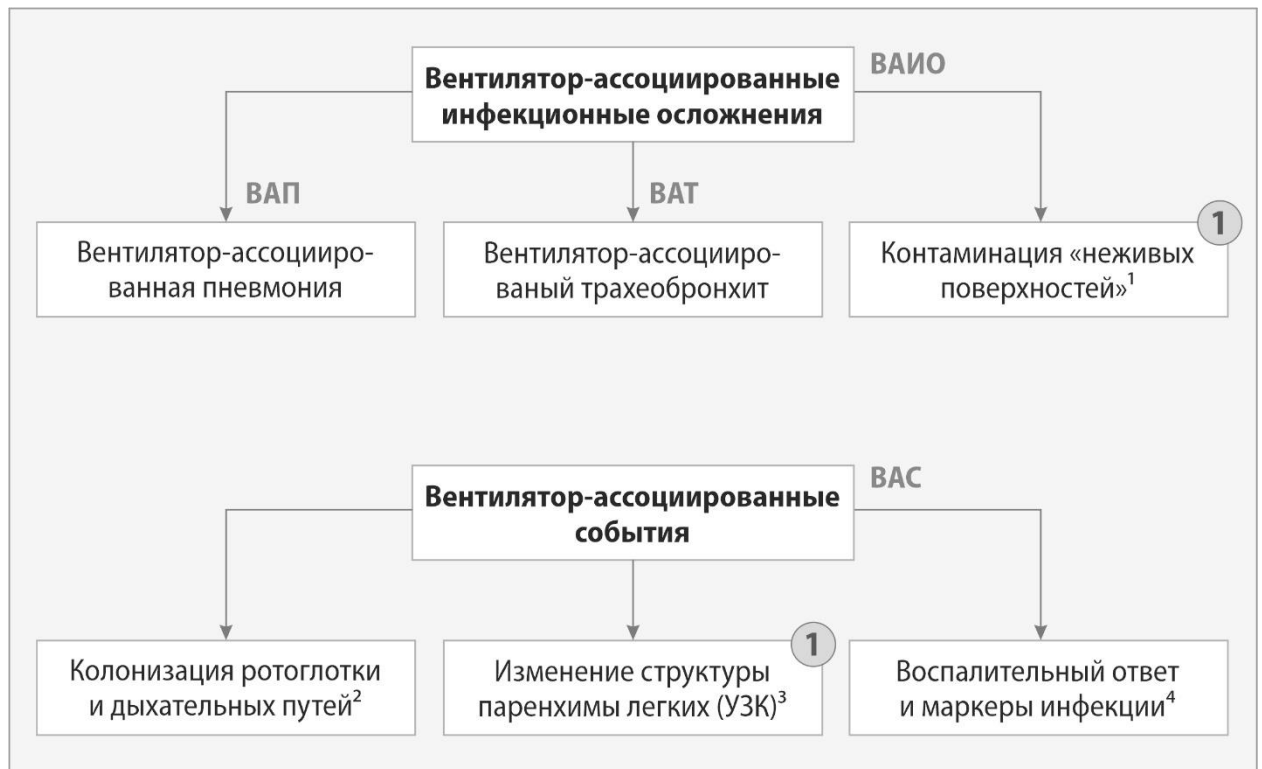 Вентилятор-ассоциированные
инфекционные осложнения
ВАИО
ВАП
ВАТ
Вентилятор-ассоцииро-
ванная пневмония
Вентилятор-ассоцииро-
ваный трахеобронхит
1
Контаминация «неживых
поверхностей»¹
Вентилятор-ассоциированные
события
ВАС
Колонизация ротоглотки
и дыхательных путей²
1
Изменение структуры
паренхимы легких (УЗК)³
Воспалительный ответ
и маркеры инфекции⁴